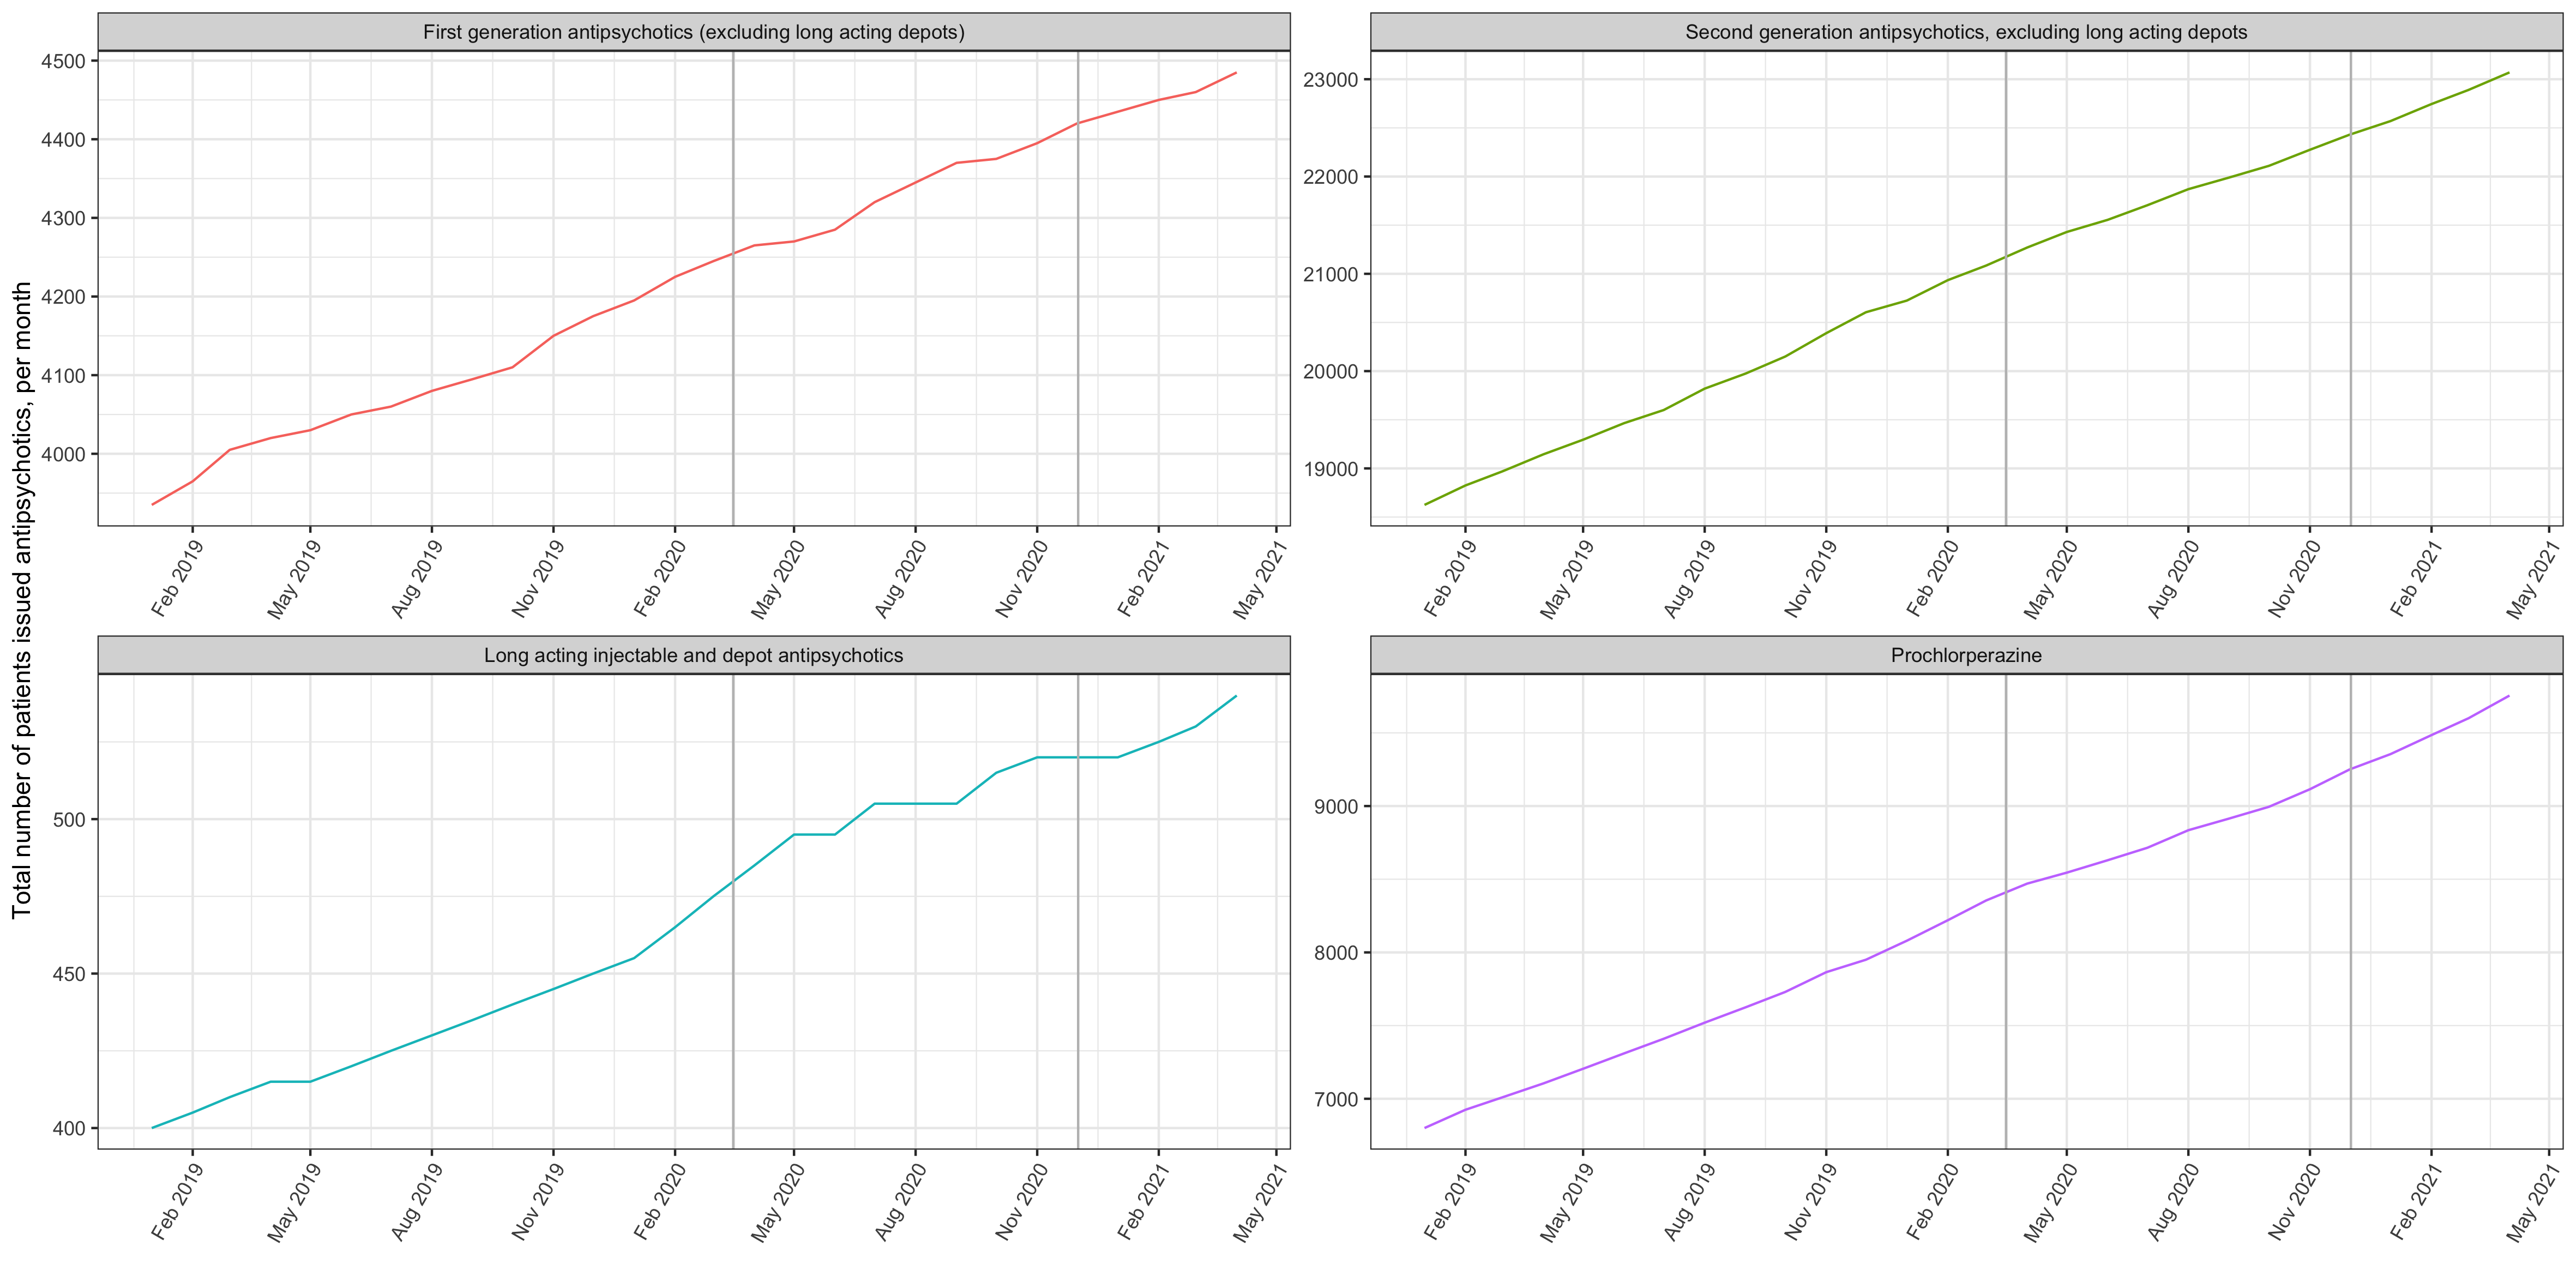 Total number of patients issued antipsychotics, per month
First generation antipsychotics (excluding long acting depots)
4500
4400
4300
4200
4100
4000
Feb 2019
May 2019
Aug 2019
Nov 2019
Feb 2020
May 2020
Aug 2020
Nov 2020
Feb 2021
May 2021
Second generation antipsychotics, excluding long acting depots
23000
22000
21000
20000
19000
Feb 2019
May 2019
Aug 2019
Nov 2019
Feb 2020
May 2020
Aug 2020
Nov 2020
Feb 2021
May 2021
Long acting injectable and depot antipsychotics
500
450
400
Feb 2019
May 2019
Aug 2019
Nov 2019
Feb 2020
May 2020
Aug 2020
Nov 2020
Feb 2021
May 2021
Prochlorperazine
9000
8000
7000
Feb 2019
May 2019
Aug 2019
Nov 2019
Feb 2020
May 2020
Aug 2020
Nov 2020
Feb 2021
May 2021